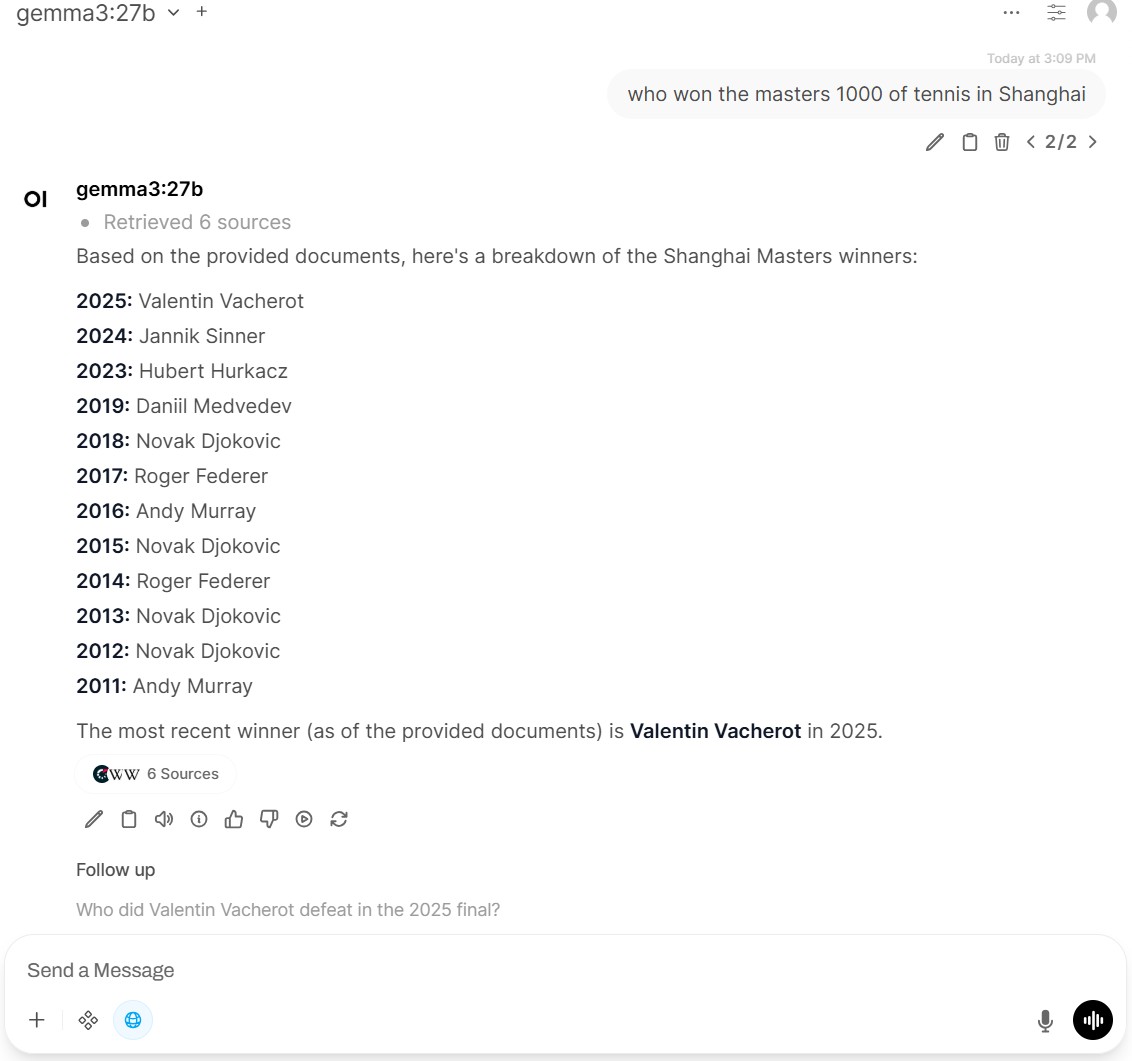 gemma3:27b
Today at 3:09 PM
who won the masters 1000 of tennis in Shanghai
2/2
OI
gemma3:27b
Retrieved 6 sources
Based on the provided documents, here's a breakdown of the Shanghai Masters winners:
2025: Valentin Vacherot
2024: Jannik Sinner
2023: Hubert Hurkacz
2019: Daniil Medvedev
2018: Novak Djokovic
2017: Roger Federer
2016: Andy Murray
2015: Novak Djokovic
2014: Roger Federer
2013: Novak Djokovic
2012: Novak Djokovic
2011: Andy Murray
The most recent winner (as of the provided documents) is Valentin Vacherot in 2025.
WW 6 Sources
Follow up
Who did Valentin Vacherot defeat in the 2025 final?
Send a Message